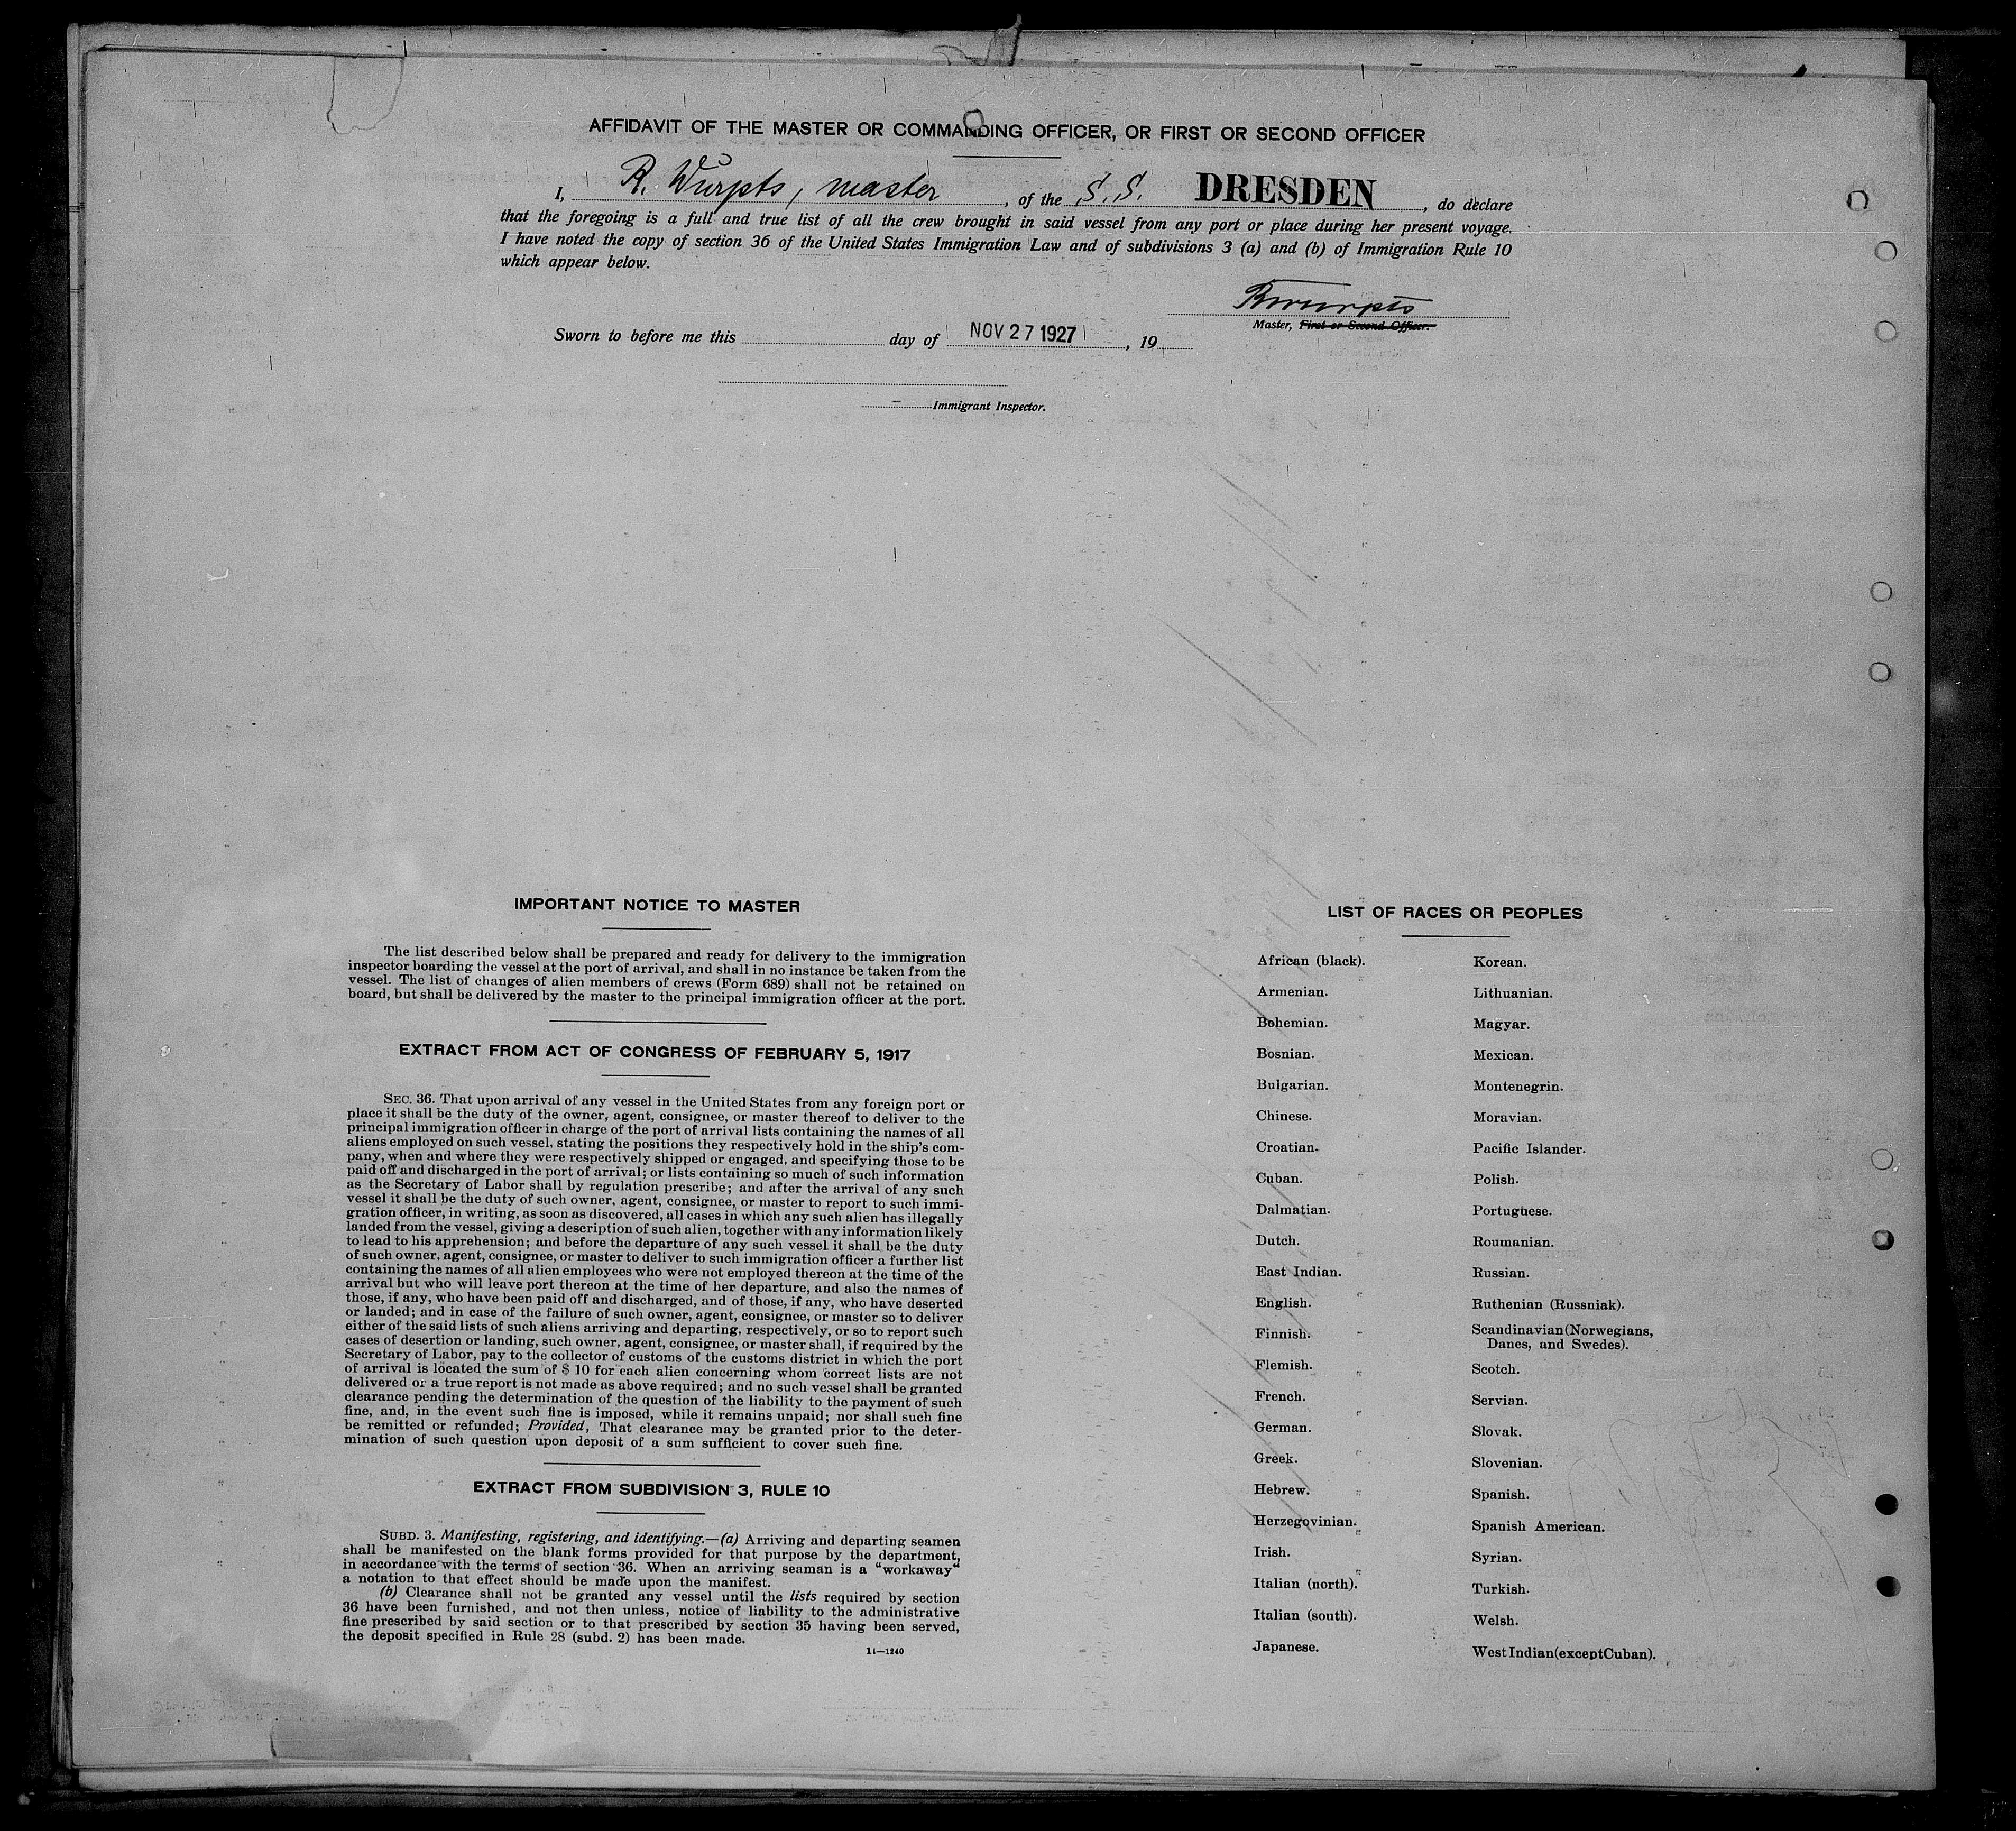 AFFIDAVIT OF THE MASTER OR COMMANDING OFFICER, OR FIRST OR SECOND OFFICER
I, R. Wurpts, master, of the S.S. DRESDEN, do declare
that the foregoing is a full and true list of all the crew brought in said vessel from any port or place during her present voyage.
I have noted the copy of section 36 of the United States Immigration Law and of subdivisions 3 (a) and (b) of Immigration Rule 10
which appear below.
RWurpts
Master, First or Second Officer.
Sworn to before me this day of NOV 27 1927, 19
Immigrant Inspector.
IMPORTANT NOTICE TO MASTER
The list described below shall be prepared and ready for delivery to the immigration
inspector boarding the vessel at the port of arrival, and shall in no instance be taken from the
vessel. The list of changes of alien members of crews (Form 689) shall not be retained on
board, but shall be delivered by the master to the principal immigration officer at the port.
EXTRACT FROM ACT OF CONGRESS OF FEBRUARY 5, 1917
SEC. 36. That upon arrival of any vessel in the United States from any foreign port or
place it shall be the duty of the owner, agent, consignee, or master thereof to deliver to the
principal immigration officer in charge of the port of arrival lists containing the names of all
aliens employed on such vessel, stating the positions they respectively hold in the ship's com-
pany, when and where they were respectively shipped or engaged, and specifying those to be
paid off and discharged in the port of arrival; or lists containing so much of such information
as the Secretary of Labor shall by regulation prescribe; and after the arrival of any such
vessel it shall be the duty of such owner, agent, consignee, or master to report to such immi-
gration officer, in writing, as soon as discovered, all cases in which any such alien has illegally
landed from the vessel, giving a description of such alien, together with any information likely
to lead to his apprehension; and before the departure of any such vessel it shall be the duty
of such owner, agent, consignee, or master to deliver to such immigration officer a further list
containing the names of all alien employees who were not employed thereon at the time of the
arrival but who will leave port thereon at the time of her departure, and also the names of
those, if any, who have been paid off and discharged, and of those, if any, who have deserted
or landed; and in case of the failure of such owner, agent, consignee, or master so to deliver
either of the said lists of such aliens arriving and departing, respectively, or so to report such
cases of desertion or landing, such owner, agent, consignee, or master shall, if required by the
Secretary of Labor, pay to the collector of customs of the customs district in which the port
of arrival is located the sum of $ 10 for each alien concerning whom correct lists are not
delivered or a true report is not made as above required; and no such vessel shall be granted
clearance pending the determination of the question of the liability to the payment of such
fine, and, in the event such fine is imposed, while it remains unpaid; nor shall such fine
be remitted or refunded; Provided, That clearance may be granted prior to the deter-
mination of such question upon deposit of a sum sufficient to cover such fine.
EXTRACT FROM SUBDIVISION 3, RULE 10
SUBD. 3. Manifesting, registering, and identifying.—(a) Arriving and departing seamen
shall be manifested on the blank forms provided for that purpose by the department,
in accordance with the terms of section 36. When an arriving seaman is a "workaway"
a notation to that effect should be made upon the manifest.
(b) Clearance shall not be granted any vessel until the lists required by section
36 have been furnished, and not then unless, notice of liability to the administrative
fine prescribed by said section or to that prescribed by section 35 having been served,
the deposit specified in Rule 28 (subd. 2) has been made.
11—1240
LIST OF RACES OR PEOPLES
African (black).
Armenian.
Bohemian.
Bosnian.
Bulgarian.
Chinese.
Croatian.
Cuban.
Dalmatian.
Dutch.
East Indian.
English.
Finnish.
Flemish.
French.
German.
Greek.
Hebrew.
Herzegovinian.
Irish.
Italian (north).
Italian (south).
Japanese.
Korean.
Lithuanian.
Magyar.
Mexican.
Montenegrin.
Moravian.
Pacific Islander.
Polish.
Portuguese.
Roumanian.
Russian.
Ruthenian (Russniak).
Scandinavian (Norwegians,
Danes, and Swedes).
Scotch.
Servian.
Slovak.
Slovenian.
Spanish.
Spanish American.
Syrian.
Turkish.
Welsh.
West Indian (except Cuban).